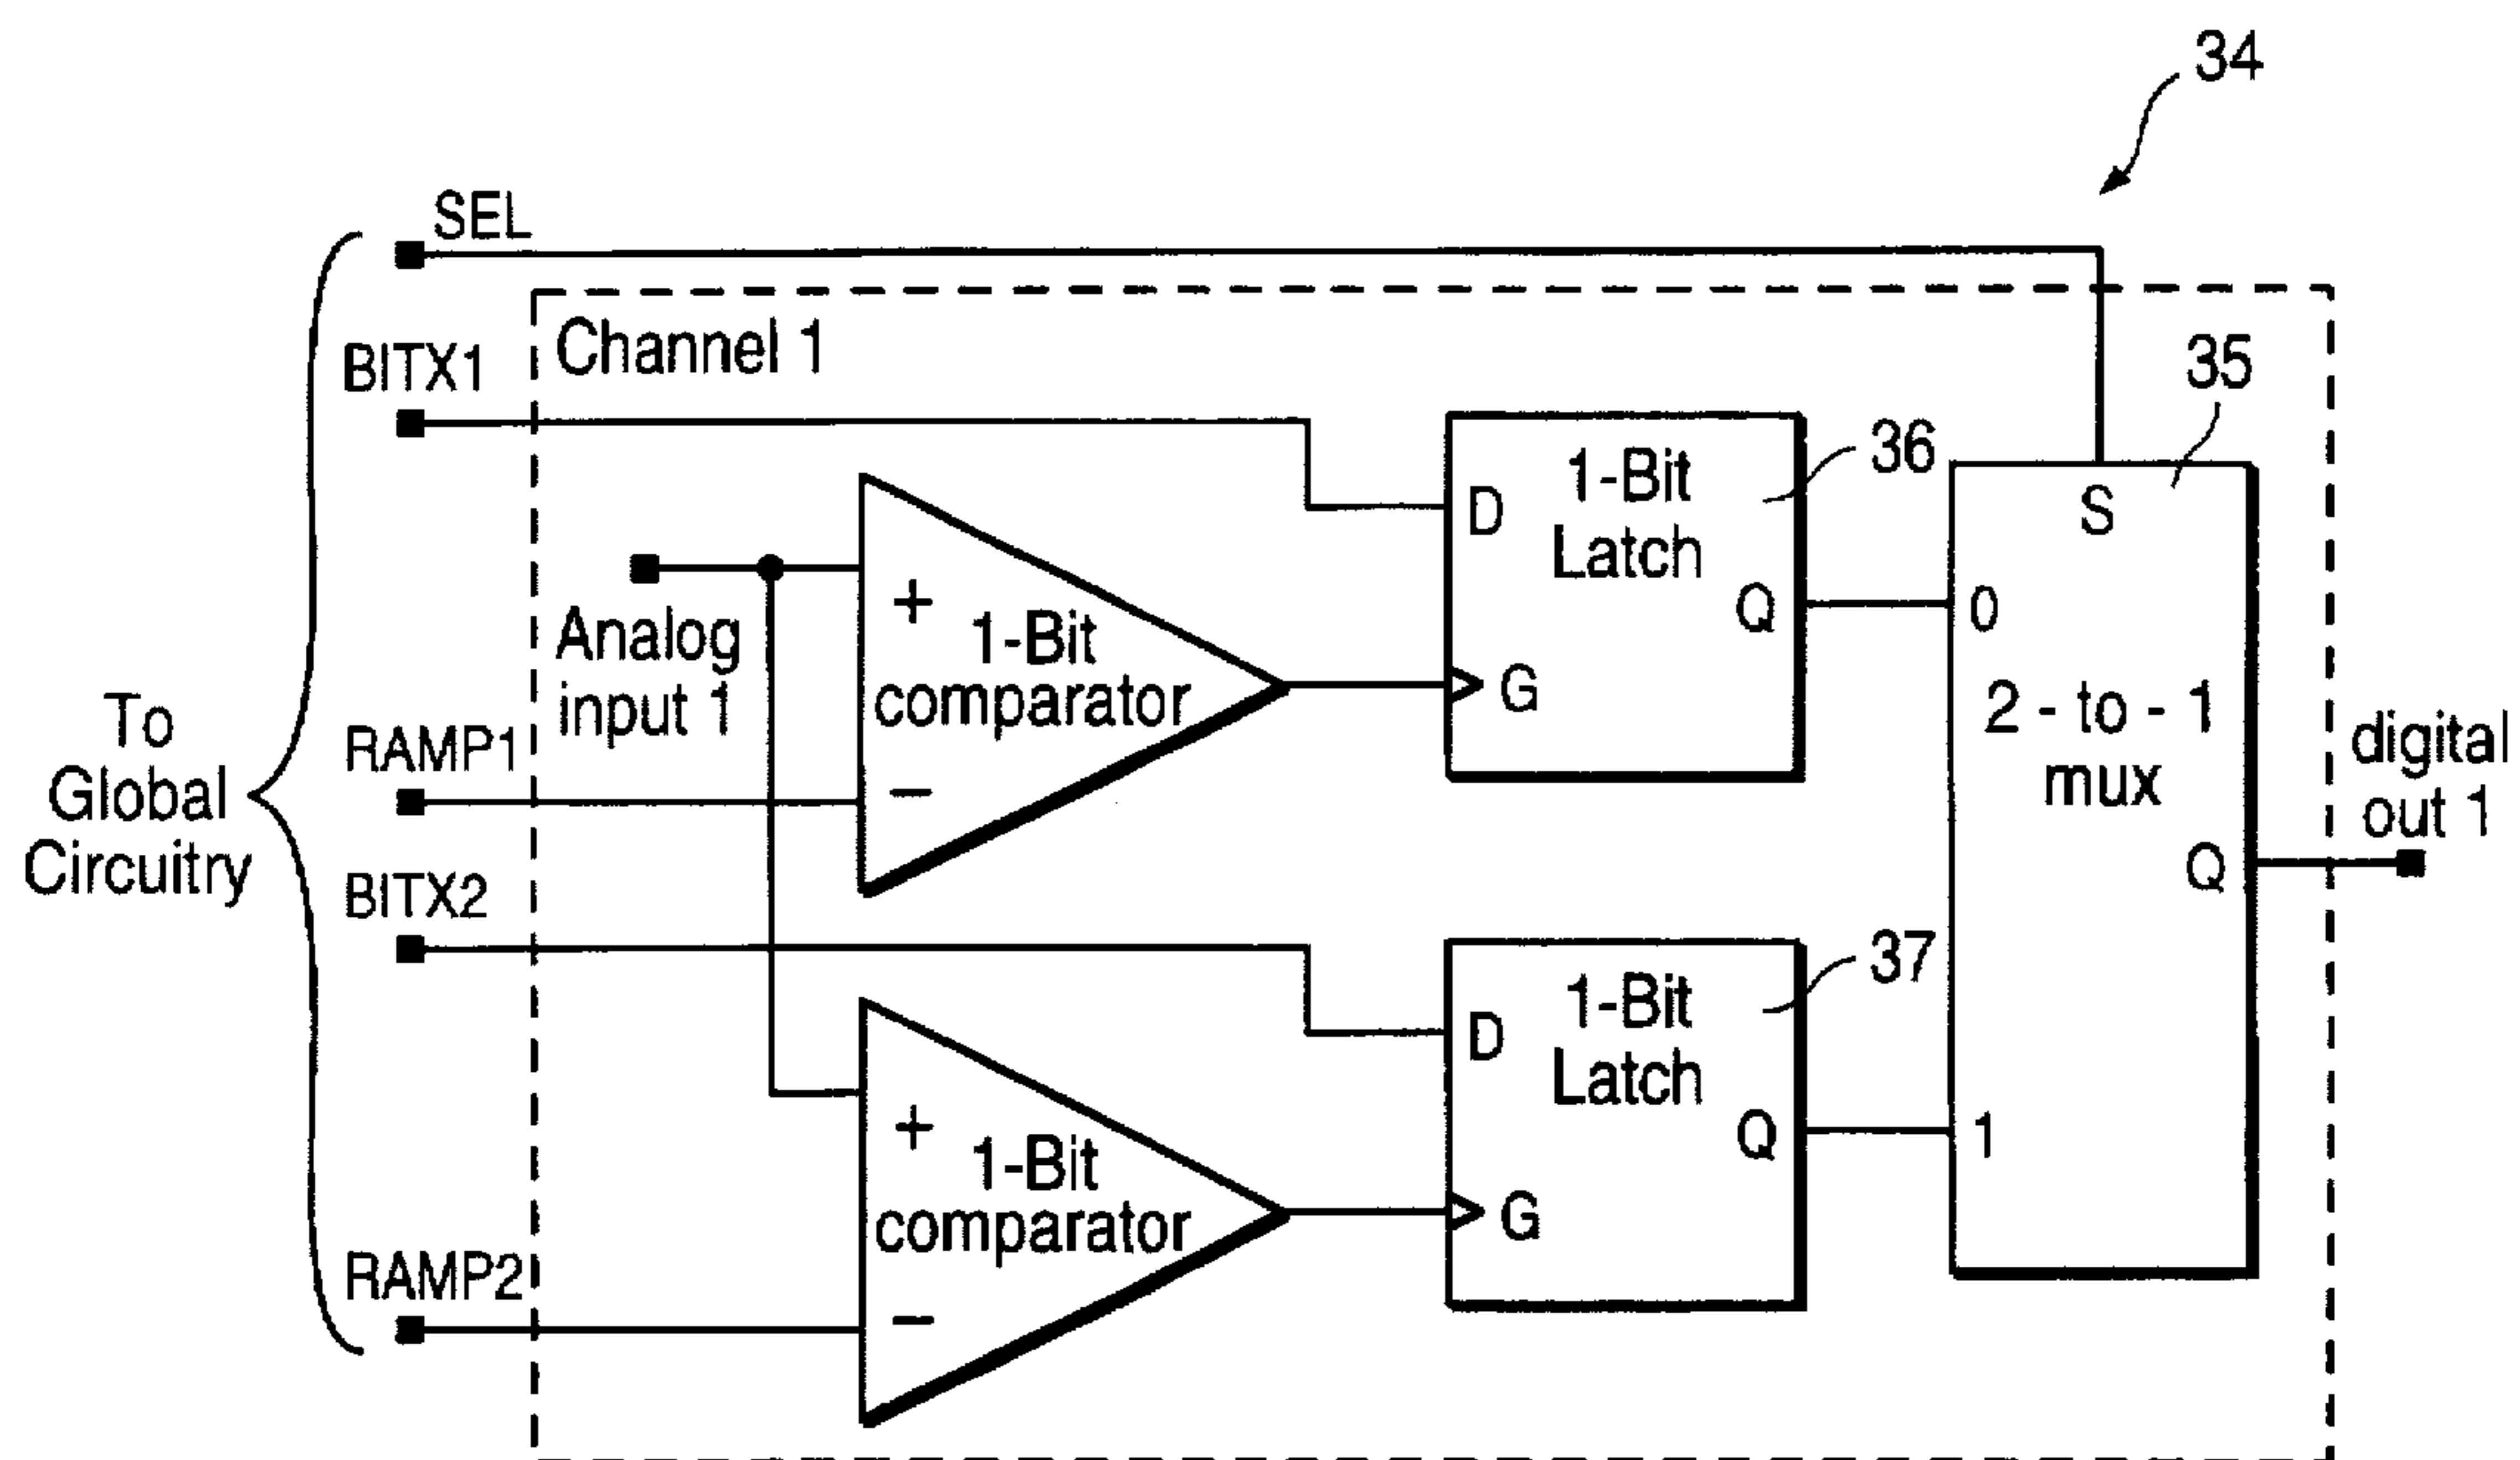 34
SEL
BITX1
Channel 1
35
36
1-Bit
Latch
D
Q
G
S
0
2 - to - 1
mux
Q
1
Analog
input 1
+
1-Bit
comparator
−
To
Global
Circuitry
RAMP1
digital
out 1
BITX2
37
1-Bit
Latch
D
Q
G
+
1-Bit
comparator
−
RAMP2